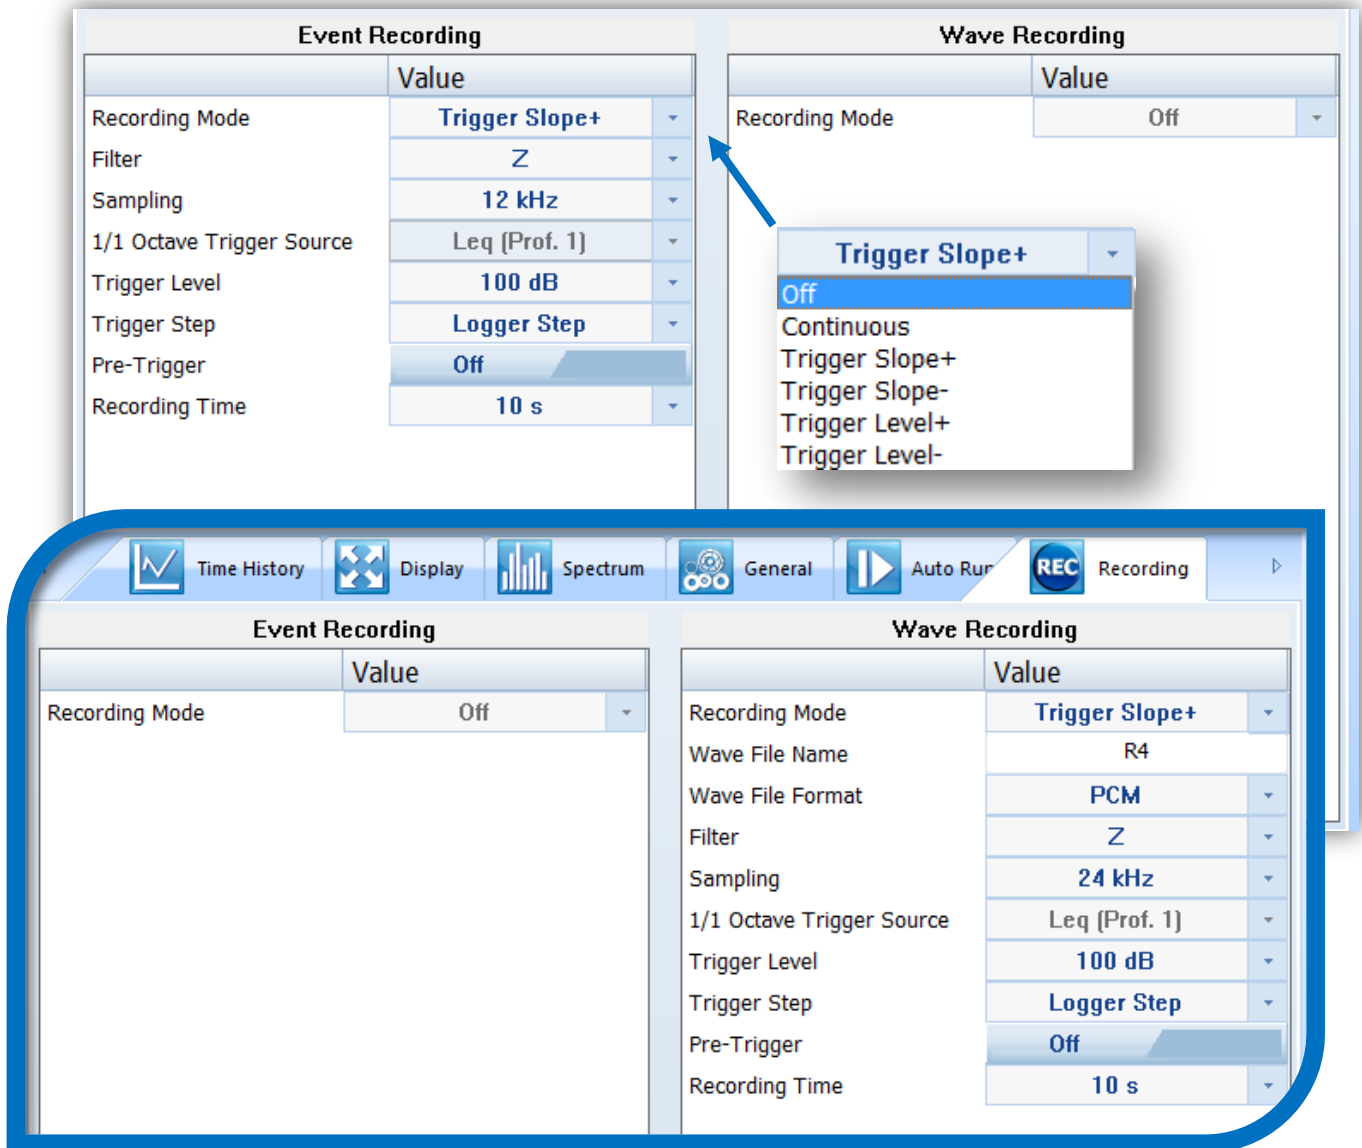 Event Recording
Value
Recording Mode Trigger Slope+
Filter Z
Sampling 12 kHz
1/1 Octave Trigger Source Leq (Prof. 1)
Trigger Level 100 dB
Trigger Step Logger Step
Pre-Trigger Off
Recording Time 10 s
Wave Recording
Value
Recording Mode Off
Trigger Slope+
Off
Continuous
Trigger Slope+
Trigger Slope-
Trigger Level+
Trigger Level-
Time History Display Spectrum General Auto Run REC Recording
Event Recording
Value
Recording Mode Off
Wave Recording
Value
Recording Mode Trigger Slope+
Wave File Name R4
Wave File Format PCM
Filter Z
Sampling 24 kHz
1/1 Octave Trigger Source Leq (Prof. 1)
Trigger Level 100 dB
Trigger Step Logger Step
Pre-Trigger Off
Recording Time 10 s